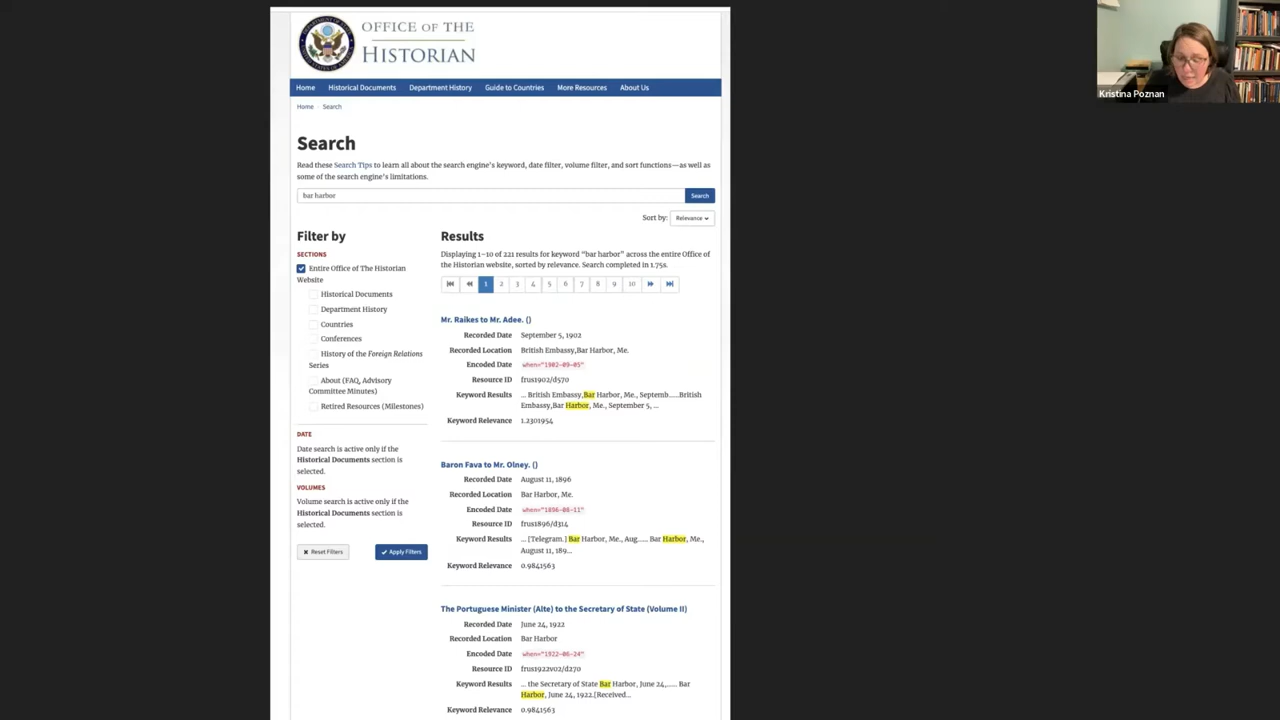 OFFICE OF THE
HISTORIAN
Home Historical Documents Department History Guide to Countries More Resources About Us
Home Search
Search
Read these Search Tips to learn all about the search engine's keyword, date filter, volume filter, and sort functions—as well as
some of the search engine's limitations.
bar harbor Search
Sort by: Relevance
Filter by
SECTIONS
Entire Office of The Historian
Website
Historical Documents
Department History
Countries
Conferences
History of the Foreign Relations
Series
About (FAQ, Advisory
Committee Minutes)
Retired Resources (Milestones)
DATE
Date search is active only if the
Historical Documents section is
selected.
VOLUMES
Volume search is active only if the
Historical Documents section is
selected.
Reset Filters Apply Filters
Results
Displaying 1–10 of 221 results for keyword “bar harbor” across the entire Office of
the Historian website, sorted by relevance. Search completed in 1.75s.
1 2 3 4 5 6 7 8 9 10
Mr. Raikes to Mr. Adee. ()
Recorded Date September 5, 1902
Recorded Location British Embassy,Bar Harbor, Me.
Encoded Date when="1902-09-05"
Resource ID frus1902/d570
Keyword Results ... British Embassy,Bar Harbor, Me., Septemb......British
Embassy,Bar Harbor, Me., September 5, ...
Keyword Relevance 1.2301954
Baron Fava to Mr. Olney. ()
Recorded Date August 11, 1896
Recorded Location Bar Harbor, Me.
Encoded Date when="1896-08-11"
Resource ID frus1896/d314
Keyword Results ... [Telegram.] Bar Harbor, Me., Aug...... Bar Harbor, Me.,
August 11, 189...
Keyword Relevance 0.9841563
The Portuguese Minister (Alte) to the Secretary of State (Volume II)
Recorded Date June 24, 1922
Recorded Location Bar Harbor
Encoded Date when="1922-06-24"
Resource ID frus1922v02/d270
Keyword Results ... the Secretary of State Bar Harbor, June 24,...... Bar
Harbor, June 24, 1922.[Received...
Keyword Relevance 0.9841563
Kristina Poznan